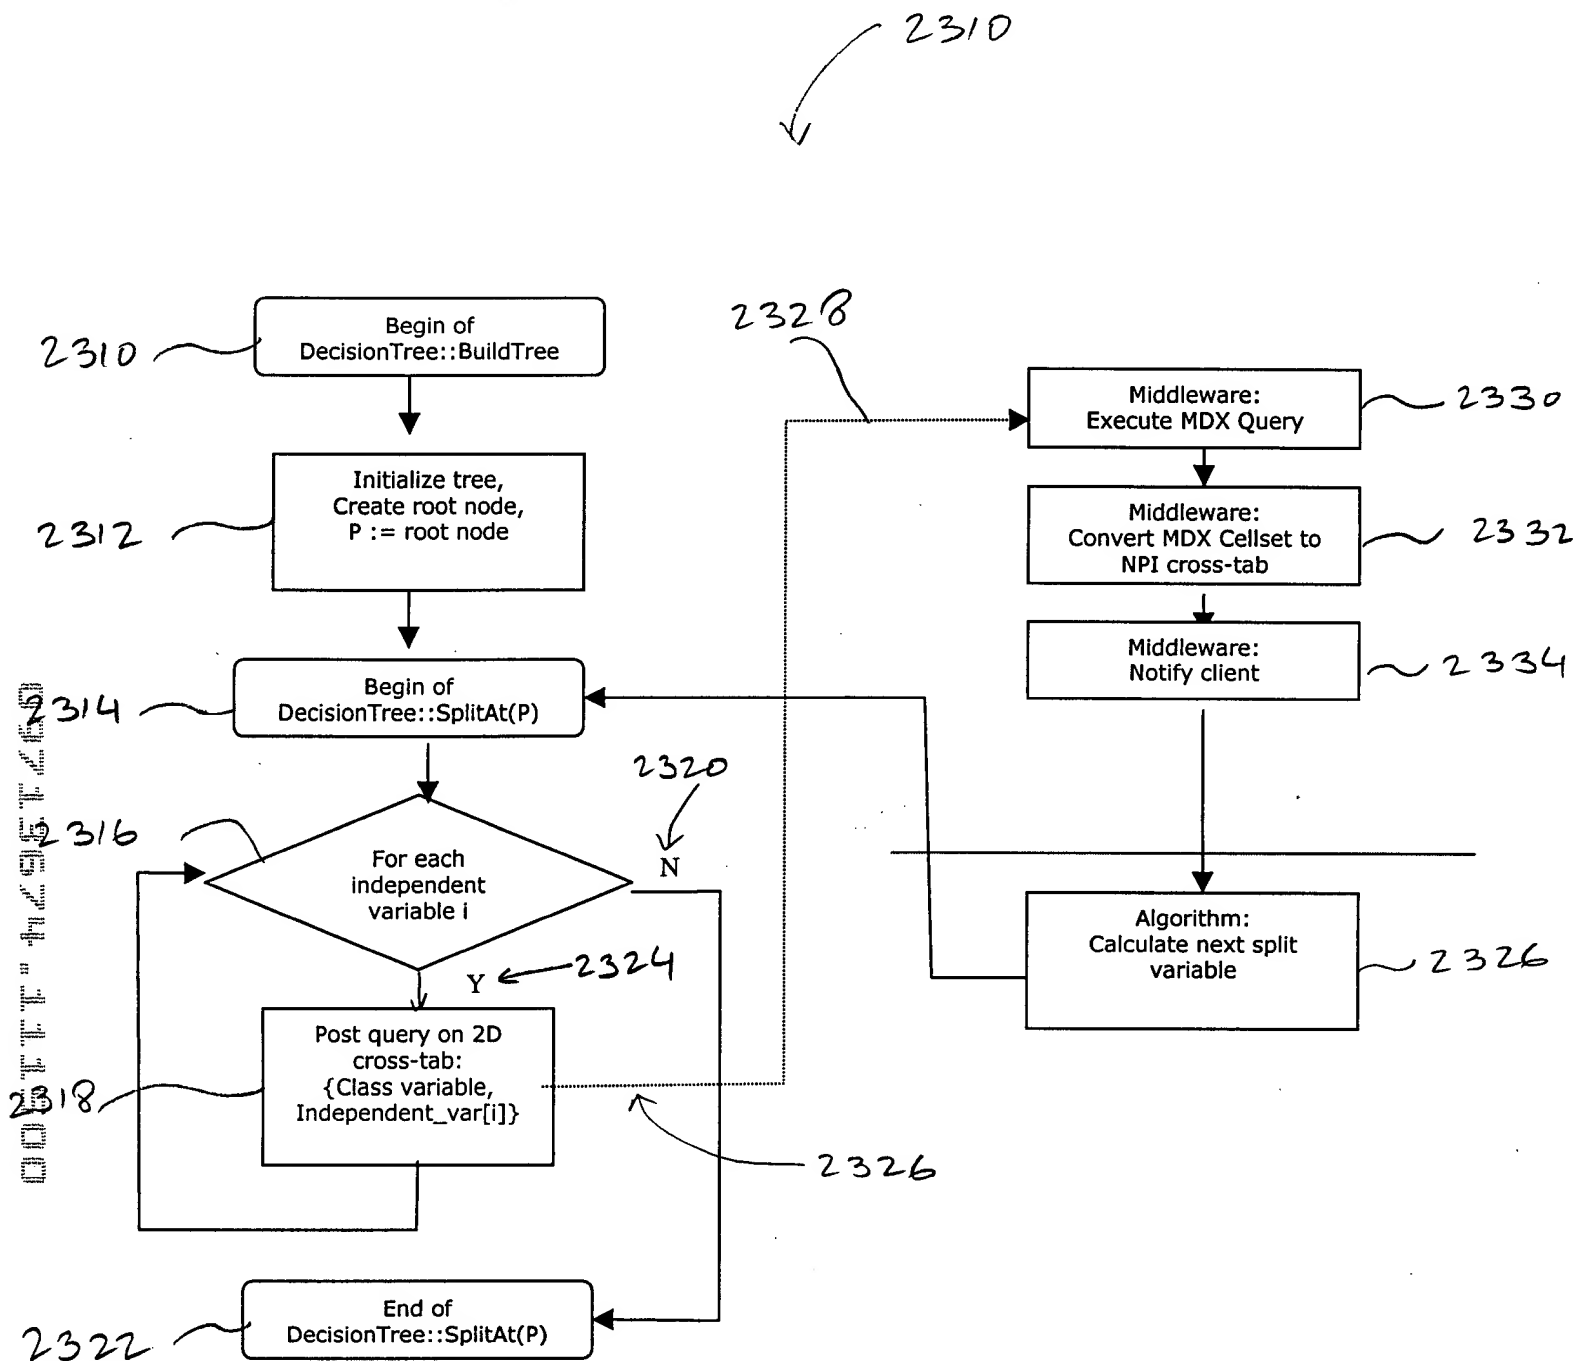 2310
2310
Begin of
DecisionTree::BuildTree
2312
Initialize tree,
Create root node,
P := root node
2314
Begin of
DecisionTree::SplitAt(P)
2316
For each
independent
variable i
2320
N
Y
2324
2318
Post query on 2D
cross-tab:
{Class variable,
Independent_var[i]}
2326
2322
End of
DecisionTree::SplitAt(P)
2328
Middleware:
Execute MDX Query
2330
Middleware:
Convert MDX Cellset to
NPI cross-tab
2332
Middleware:
Notify client
2334
Algorithm:
Calculate next split
variable
2326